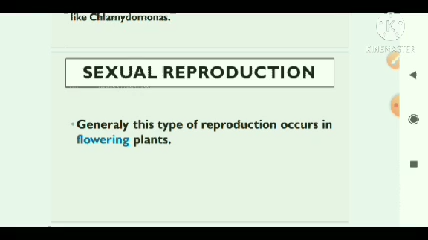 like Chlamydomonas.
KINEMASTER
SEXUAL REPRODUCTION
Generaly this type of reproduction occurs in
flowering plants.